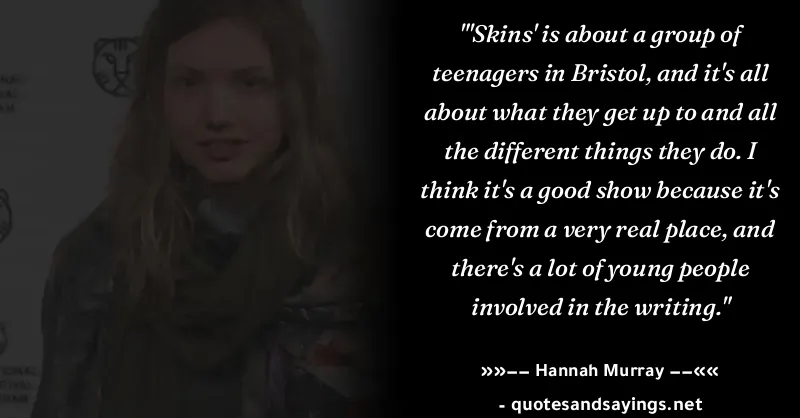 "'Skins' is about a group of
teenagers in Bristol, and it's all
about what they get up to and all
the different things they do. I
think it's a good show because it's
come from a very real place, and
there's a lot of young people
involved in the writing."
»»−− Hannah Murray −−««
- quotesandsayings.net